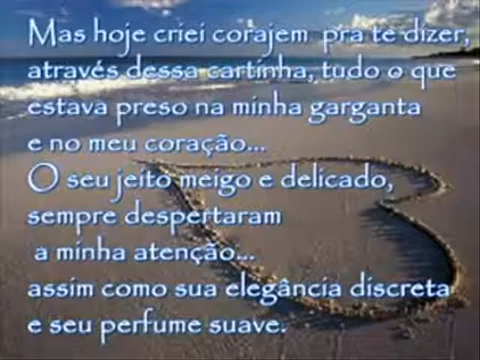 Mas hoje criei corajem pra te dizer,
através dessa cartinha, tudo o que
estava preso na minha garganta
e no meu coração...
O seu jeito meigo e delicado,
sempre despertaram
a minha atenção...
assim como sua elegância discreta
e seu perfume suave.